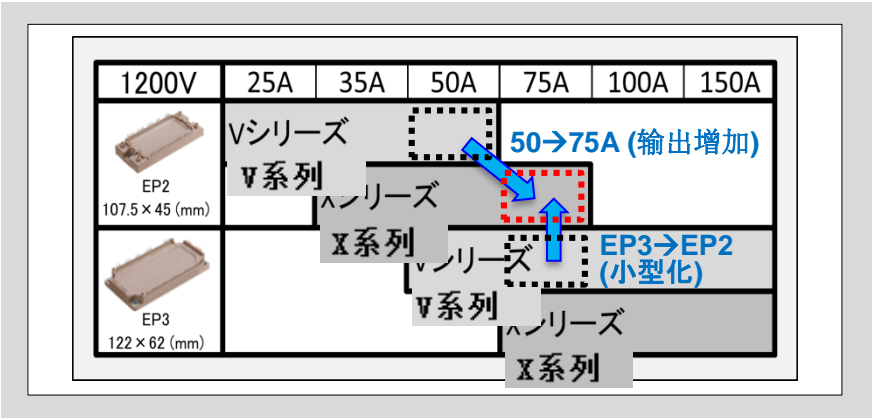 1200V 25A 35A 50A 75A 100A 150A
Vシリーズ
50→75A (输出增加)
V系列
EP2
107.5×45 (mm)
Xシリーズ
X系列
EP3→EP2
(小型化)
Vシリーズ
V系列
EP3
122×62 (mm)
Xシリーズ
X系列